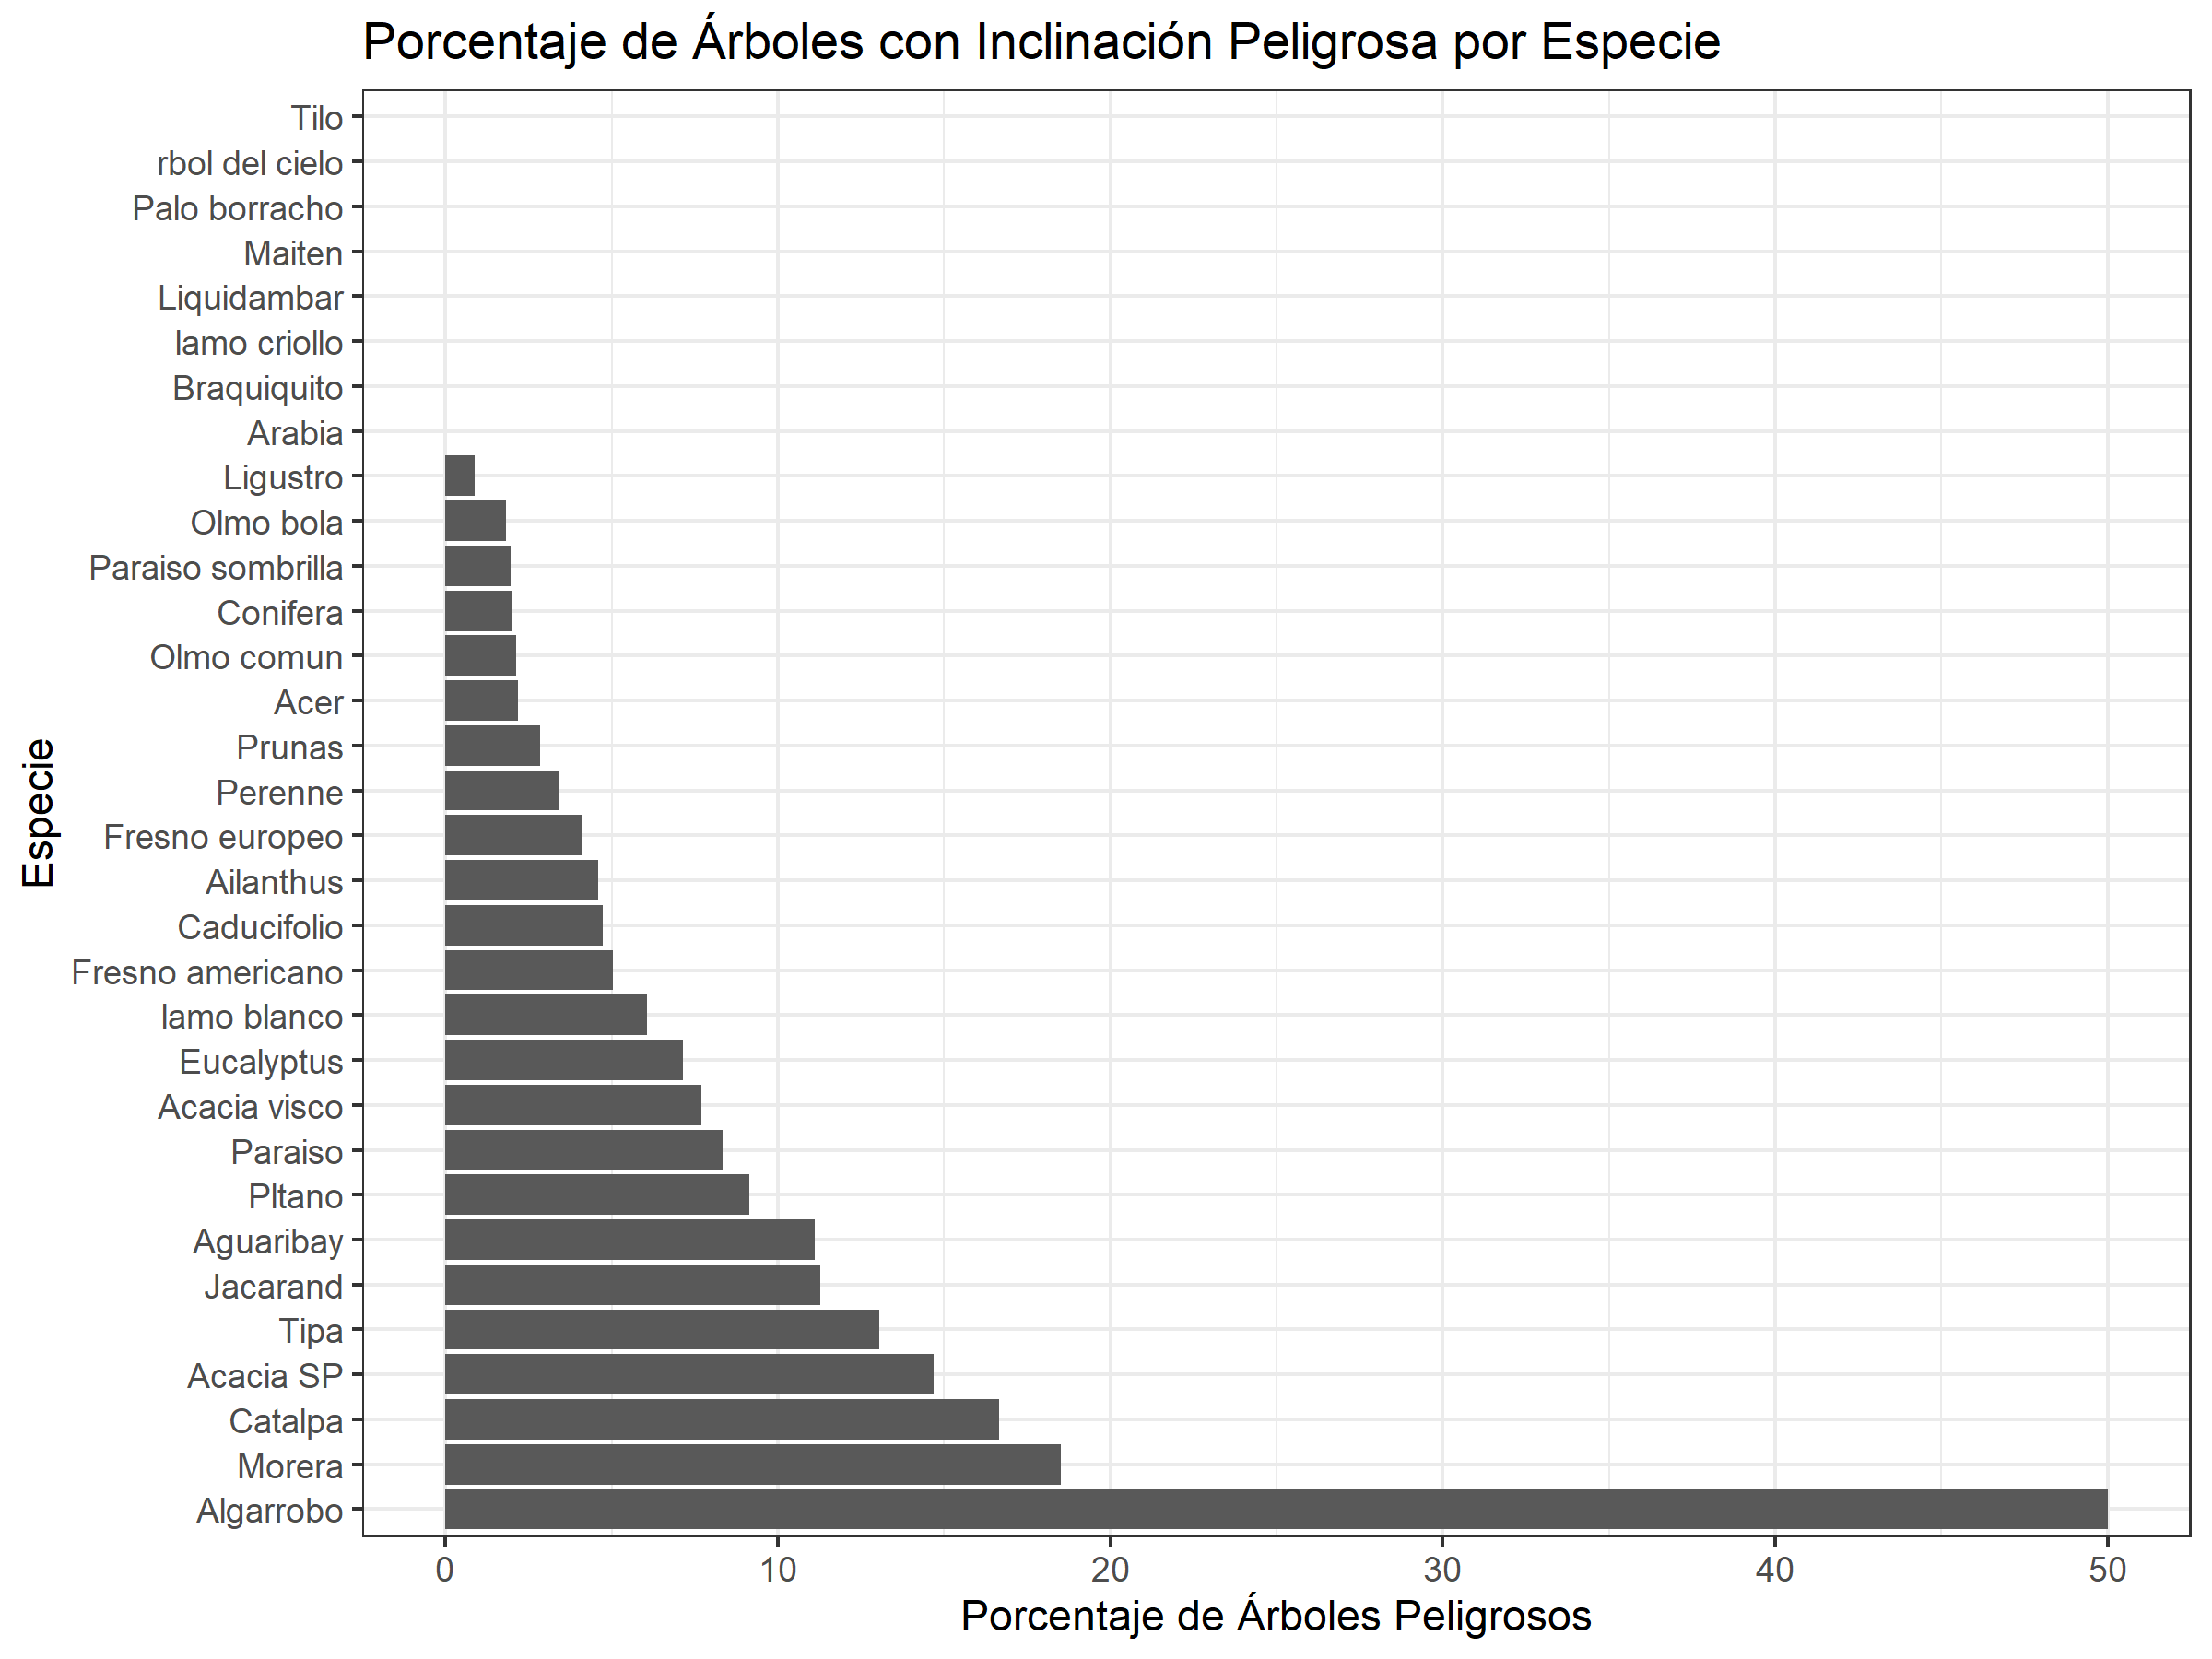 Porcentaje de Árboles con Inclinación Peligrosa por Especie
Tilo
rbol del cielo
Palo borracho
Maiten
Liquidambar
lamo criollo
Braquiquito
Arabia
Ligustro
Olmo bola
Paraiso sombrilla
Conifera
Olmo comun
Acer
Prunas
Perenne
Fresno europeo
Ailanthus
Caducifolio
Fresno americano
lamo blanco
Eucalyptus
Acacia visco
Paraiso
Pltano
Aguaribay
Jacarand
Tipa
Acacia SP
Catalpa
Morera
Algarrobo
Especie
0 10 20 30 40 50
Porcentaje de Árboles Peligrosos